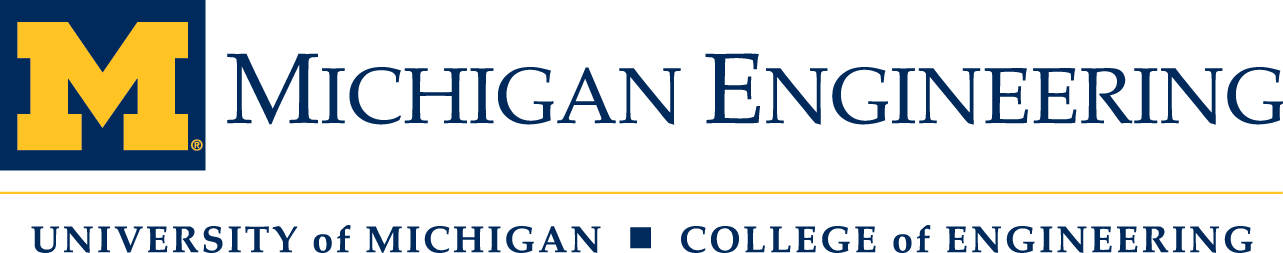 M®
MICHIGAN ENGINEERING
UNIVERSITY of MICHIGAN ■ COLLEGE of ENGINEERING